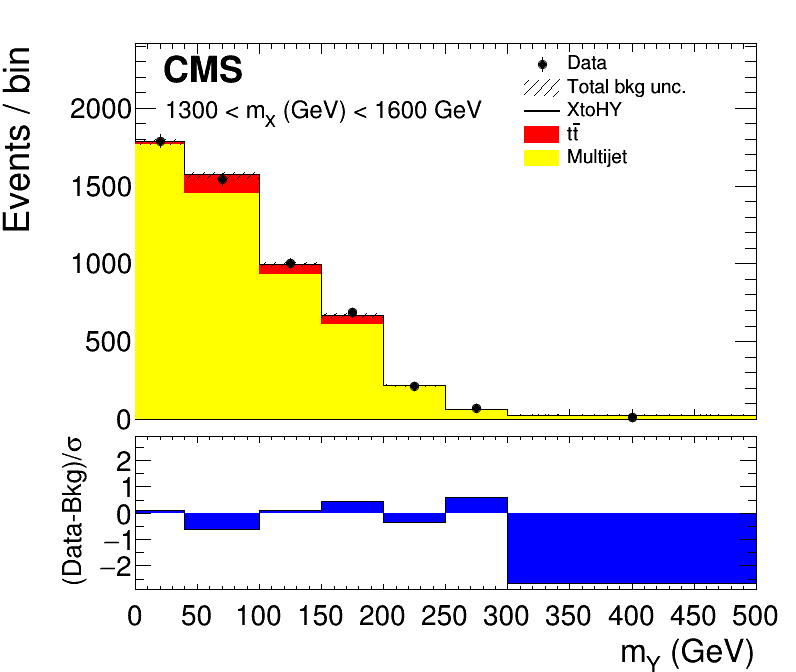 Events / bin
CMS
1300 < m_X (GeV) < 1600 GeV
Data
Total bkg unc.
XtoHY
tt̄
Multijet
2000
1500
1000
500
0
(Data-Bkg)/σ
2
1
0
−1
−2
0 50 100 150 200 250 300 350 400 450 500
m_Y (GeV)